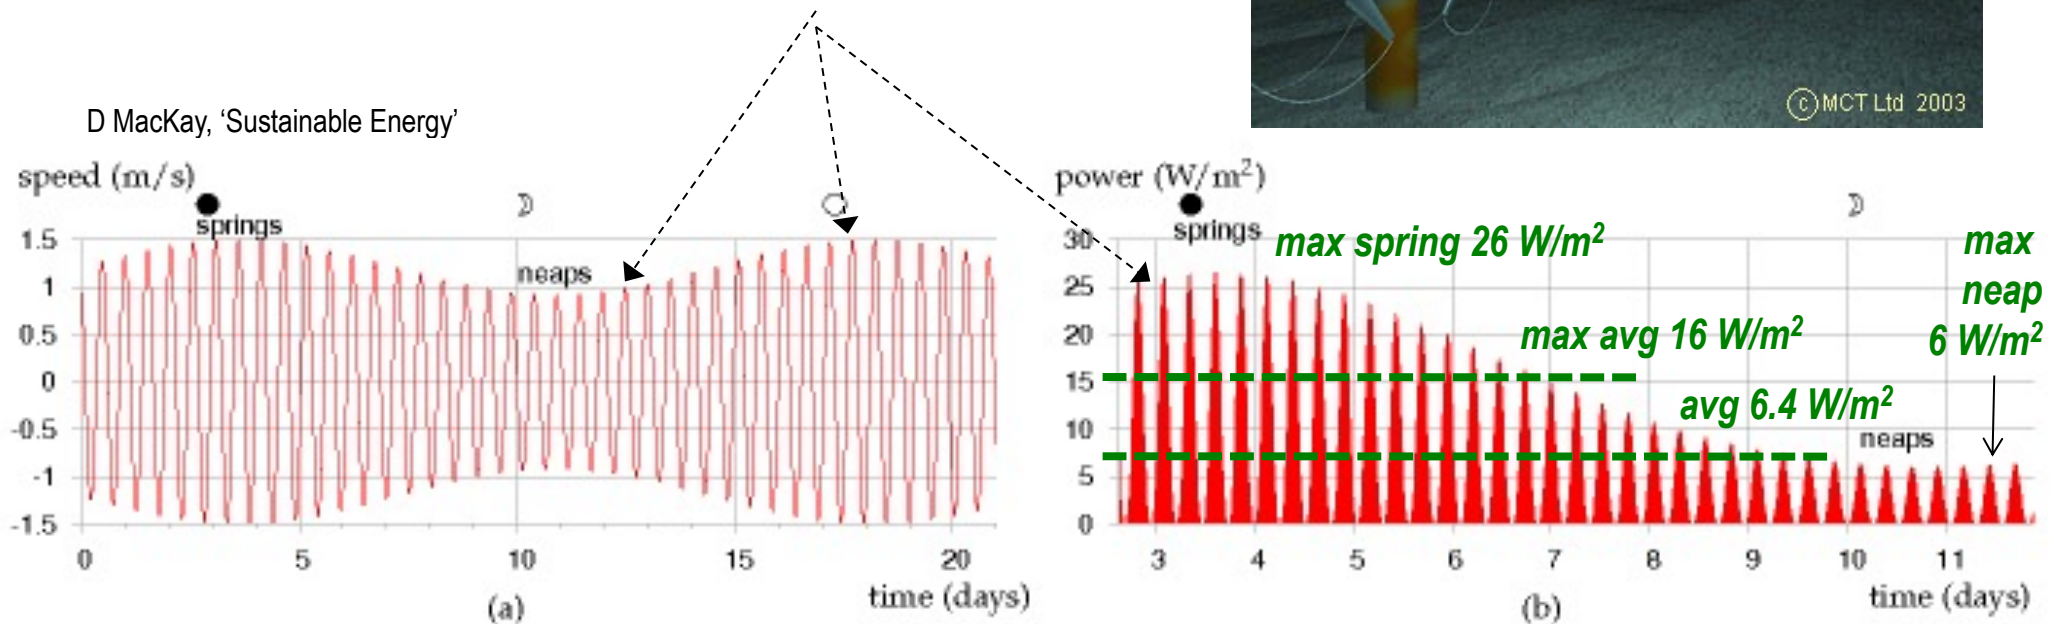 ©MCT Ltd 2003
D MacKay, ‘Sustainable Energy’
speed (m/s)
springs
neaps
1.5
1
0.5
0
-0.5
-1
-1.5
0 5 10 15 20
time (days)
(a)
power (W/m²)
springs
max spring 26 W/m²
max
neap
6 W/m²
max avg 16 W/m²
avg 6.4 W/m²
neaps
30
25
20
15
10
5
0
3 4 5 6 7 8 9 10 11
time (days)
(b)